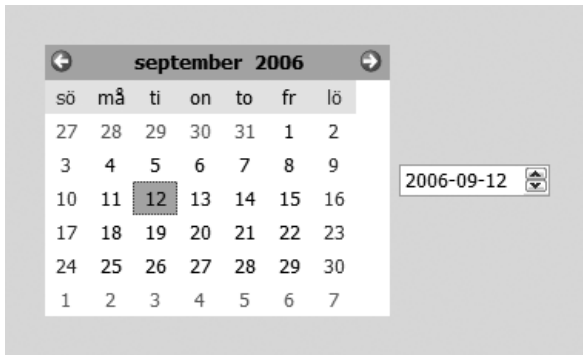 september 2006
sö må ti on to fr lö
27 28 29 30 31 1 2
3 4 5 6 7 8 9
10 11 12 13 14 15 16
17 18 19 20 21 22 23
24 25 26 27 28 29 30
1 2 3 4 5 6 7
2006-09-12